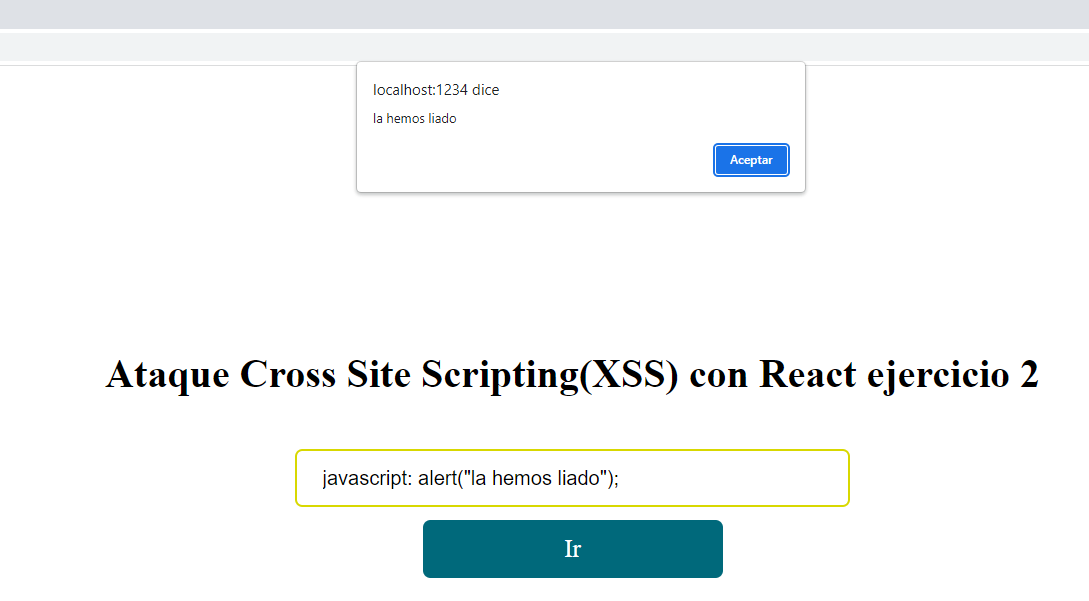 localhost:1234 dice
la hemos liado
Aceptar
Ataque Cross Site Scripting(XSS) con React ejercicio 2
javascript: alert("la hemos liado");
Ir